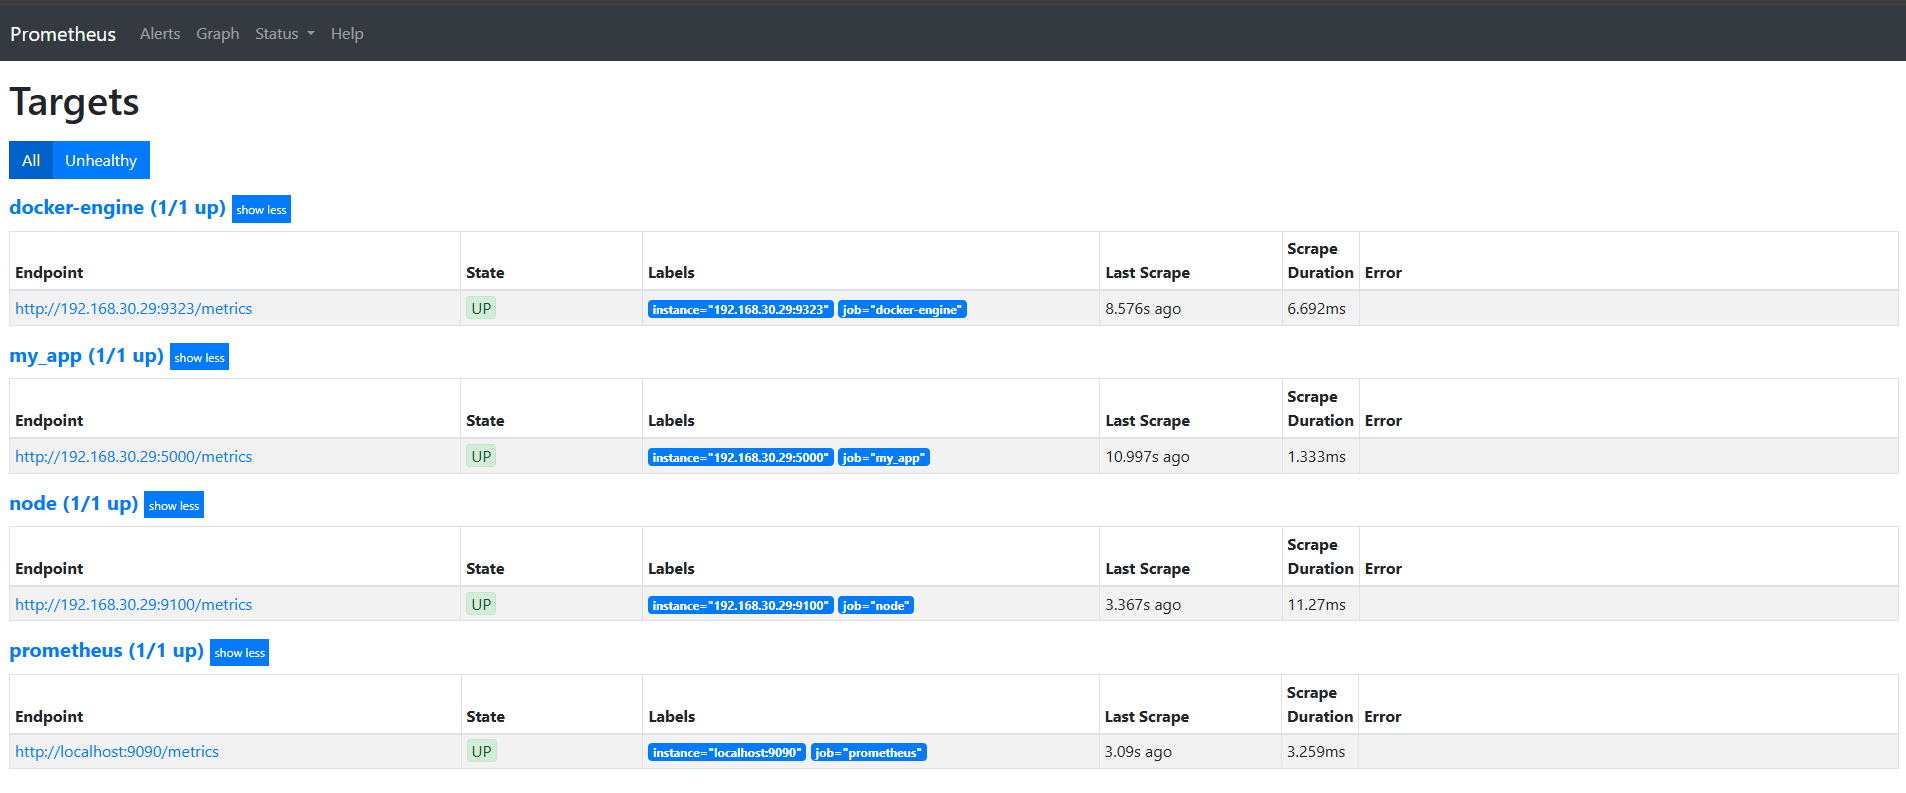 Prometheus Alerts Graph Status Help
Targets
All Unhealthy
docker-engine (1/1 up) show less
Endpoint State Labels Last Scrape Scrape Duration Error
http://192.168.30.29:9323/metrics UP instance="192.168.30.29:9323" job="docker-engine" 8.576s ago 6.692ms
my_app (1/1 up) show less
Endpoint State Labels Last Scrape Scrape Duration Error
http://192.168.30.29:5000/metrics UP instance="192.168.30.29:5000" job="my_app" 10.997s ago 1.333ms
node (1/1 up) show less
Endpoint State Labels Last Scrape Scrape Duration Error
http://192.168.30.29:9100/metrics UP instance="192.168.30.29:9100" job="node" 3.367s ago 11.27ms
prometheus (1/1 up) show less
Endpoint State Labels Last Scrape Scrape Duration Error
http://localhost:9090/metrics UP instance="localhost:9090" job="prometheus" 3.09s ago 3.259ms